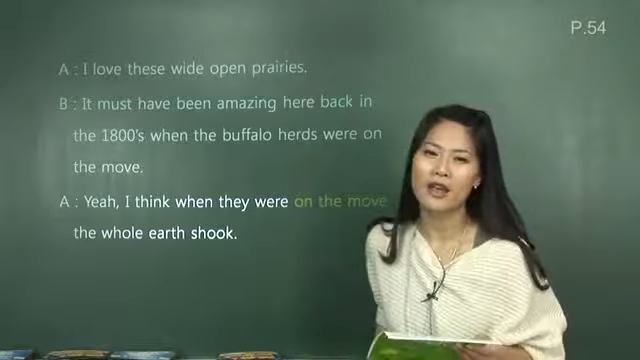 P.54
A : I love these wide open prairies.
B : It must have been amazing here back in
the 1800's when the buffalo herds were on
the move.
A : Yeah, I think when they were on the move
the whole earth shook.